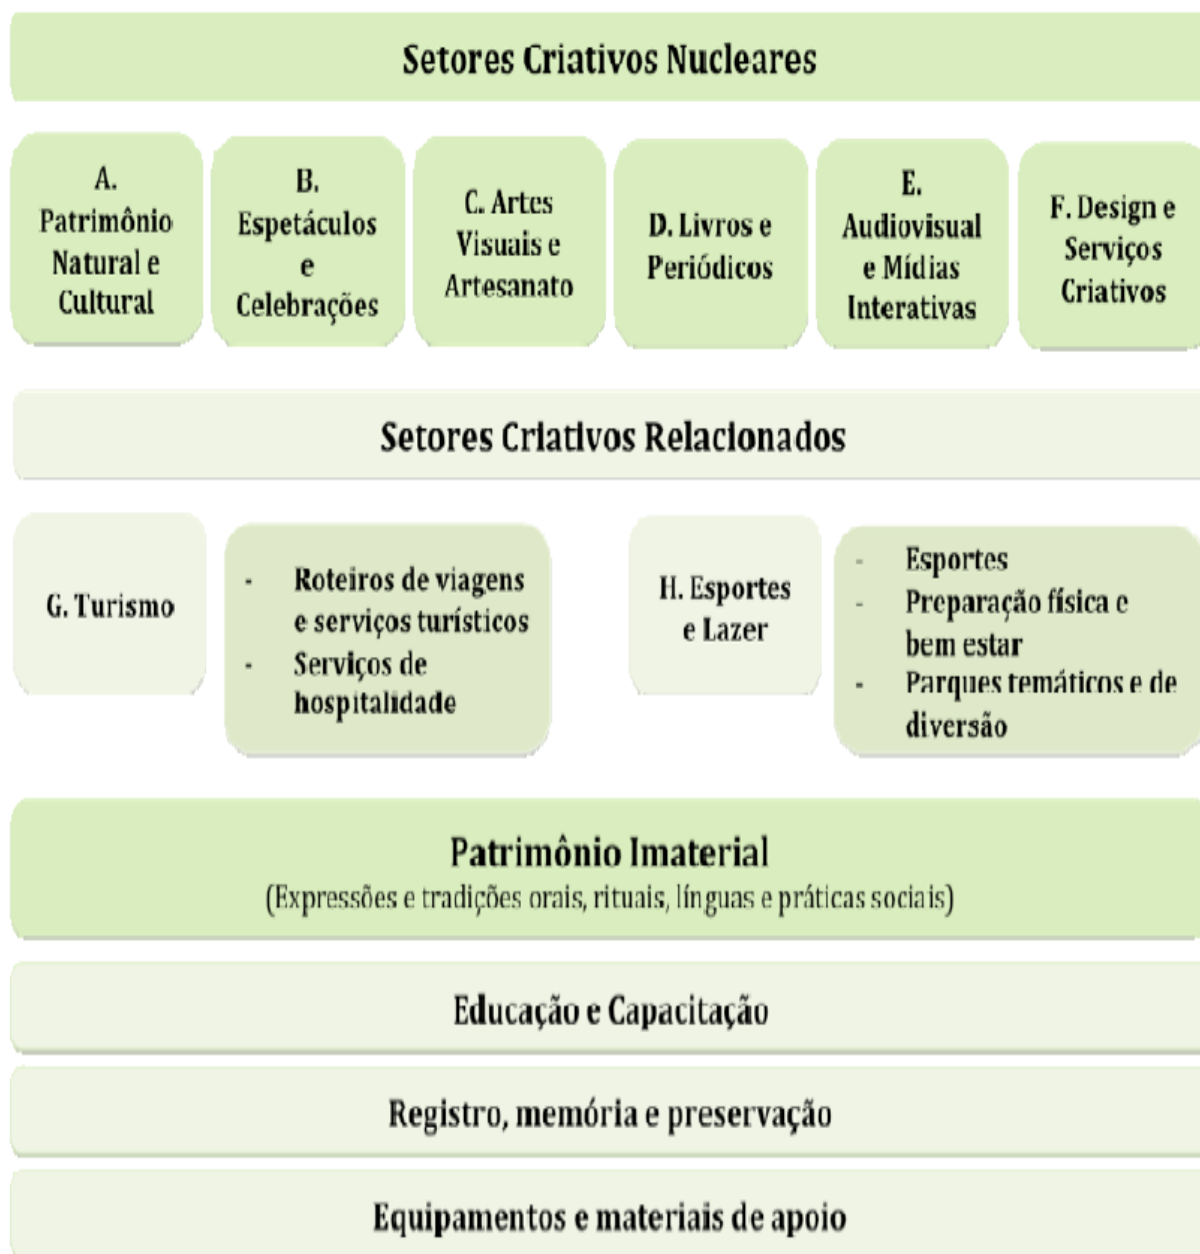 Setores Criativos Nucleares
A.
Patrimônio
Natural e
Cultural
B.
Espetáculos
e
Celebrações
C. Artes
Visuais e
Artesanato
D. Livros e
Periódicos
E.
Audiovisual
e Mídias
Interativas
F. Design e
Serviços
Criativos
Setores Criativos Relacionados
G. Turismo
- Roteiros de viagens
e serviços turísticos
- Serviços de
hospitalidade
H. Esportes
e Lazer
- Esportes
- Preparação física e
bem estar
- Parques temáticos e de
diversão
Patrimônio Imaterial
(Expressões e tradições orais, rituais, línguas e práticas sociais)
Educação e Capacitação
Registro, memória e preservação
Equipamentos e materiais de apoio